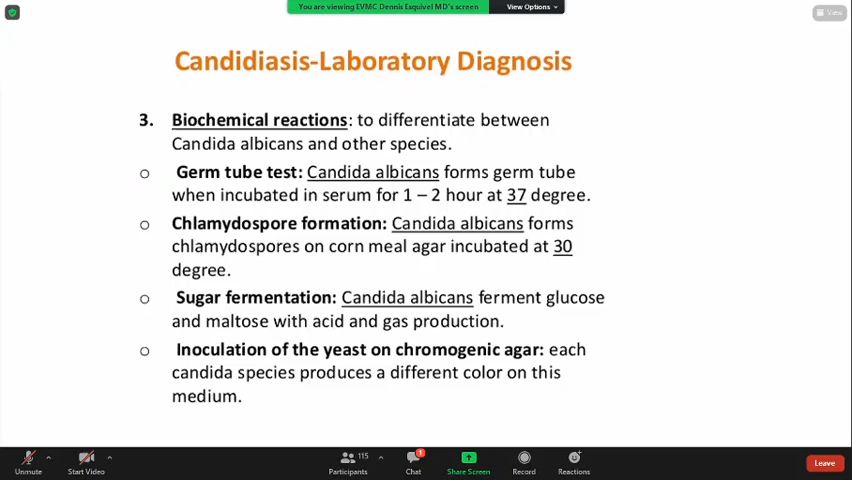 You are viewing EVMC Dennis Esquivel MD's screen
View Options
View
Candidiasis-Laboratory Diagnosis
3. Biochemical reactions: to differentiate between
Candida albicans and other species.
o Germ tube test: Candida albicans forms germ tube
when incubated in serum for 1 – 2 hour at 37 degree.
o Chlamydospore formation: Candida albicans forms
chlamydospores on corn meal agar incubated at 30
degree.
o Sugar fermentation: Candida albicans ferment glucose
and maltose with acid and gas production.
o Inoculation of the yeast on chromogenic agar: each
candida species produces a different color on this
medium.
115
1
Unmute
Start Video
Participants
Chat
Share Screen
Record
Reactions
Leave